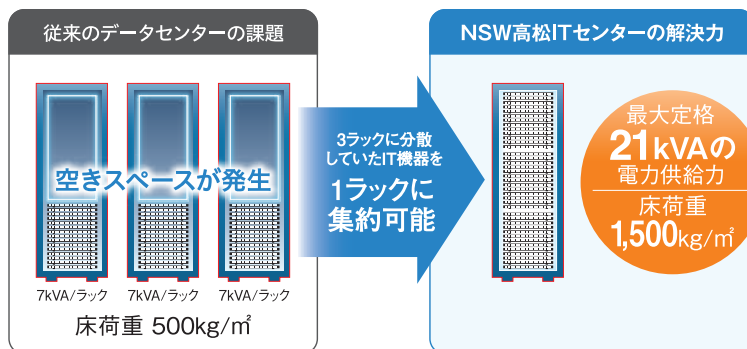 従来のデータセンターの課題
空きスペースが発生
7kVA/ラック 7kVA/ラック 7kVA/ラック
床荷重 500kg/㎡
3ラックに分散
していたIT機器を
1ラックに
集約可能
NSW高松ITセンターの解決力
最大定格
21kVAの
電力供給力
床荷重
1,500kg/㎡